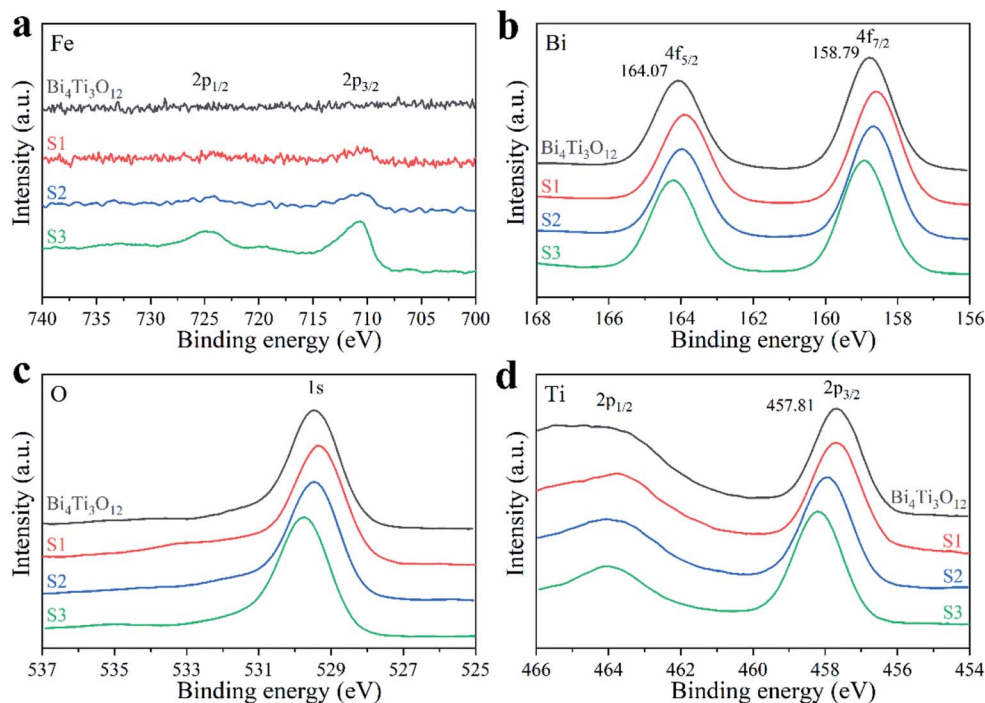 a
Fe
Bi₄Ti₃O₁₂
2p₁/₂
2p₃/₂
S1
S2
S3
Intensity (a.u.)
740 735 730 725 720 715 710 705 700
Binding energy (eV)
b
Bi
4f₅/₂
164.07
4f₇/₂
158.79
Bi₄Ti₃O₁₂
S1
S2
S3
Intensity (a.u.)
168 166 164 162 160 158 156
Binding energy (eV)
c
O
1s
Bi₄Ti₃O₁₂
S1
S2
S3
Intensity (a.u.)
537 535 533 531 529 527 525
Binding energy (eV)
d
Ti
2p₁/₂
2p₃/₂
457.81
Bi₄Ti₃O₁₂
S1
S2
S3
Intensity (a.u.)
466 464 462 460 458 456 454
Binding energy (eV)